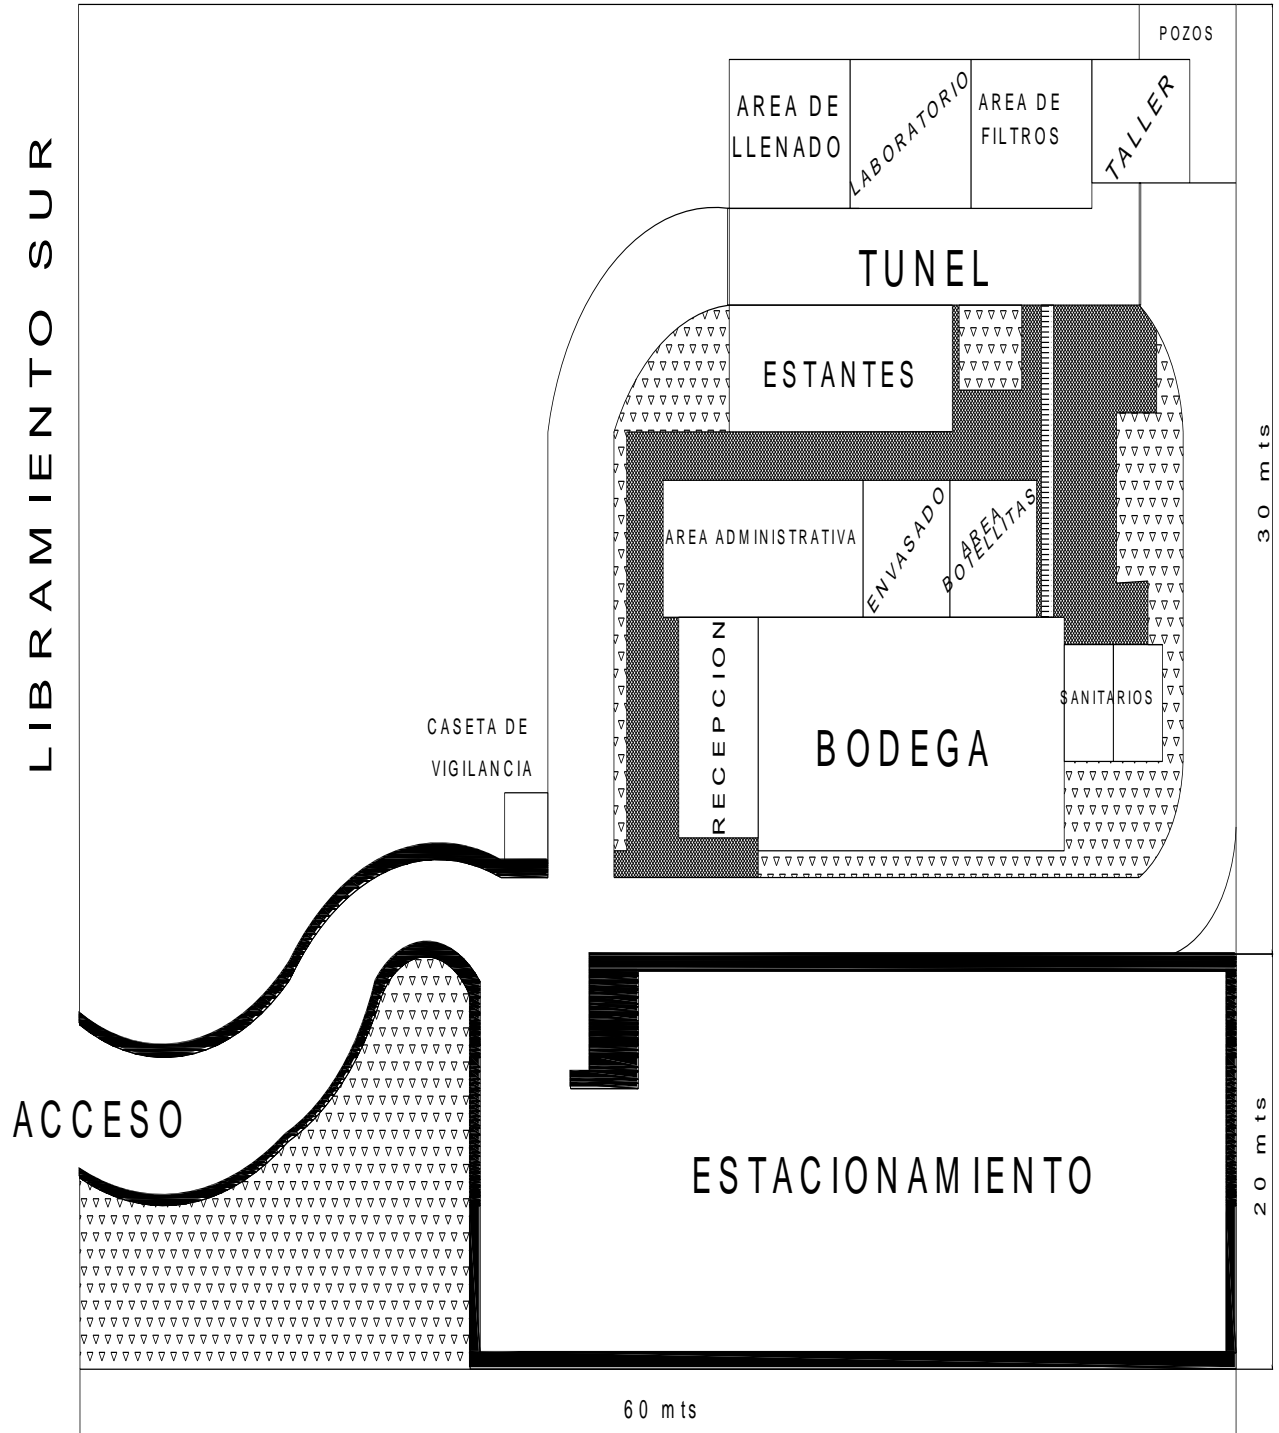 POZOS
AREA DE
LLENADO
LABORATORIO
AREA DE
FILTROS
TALLER
LIBRAMIENTO SUR
TUNEL
ESTANTES
30 mts
AREA ADMINISTRATIVA
ENVASADO
AREA
BOTELLITAS
RECEPCION
SANITARIOS
CASETA DE
VIGILANCIA
BODEGA
ACCESO
ESTACIONAMIENTO
20 mts
60 mts